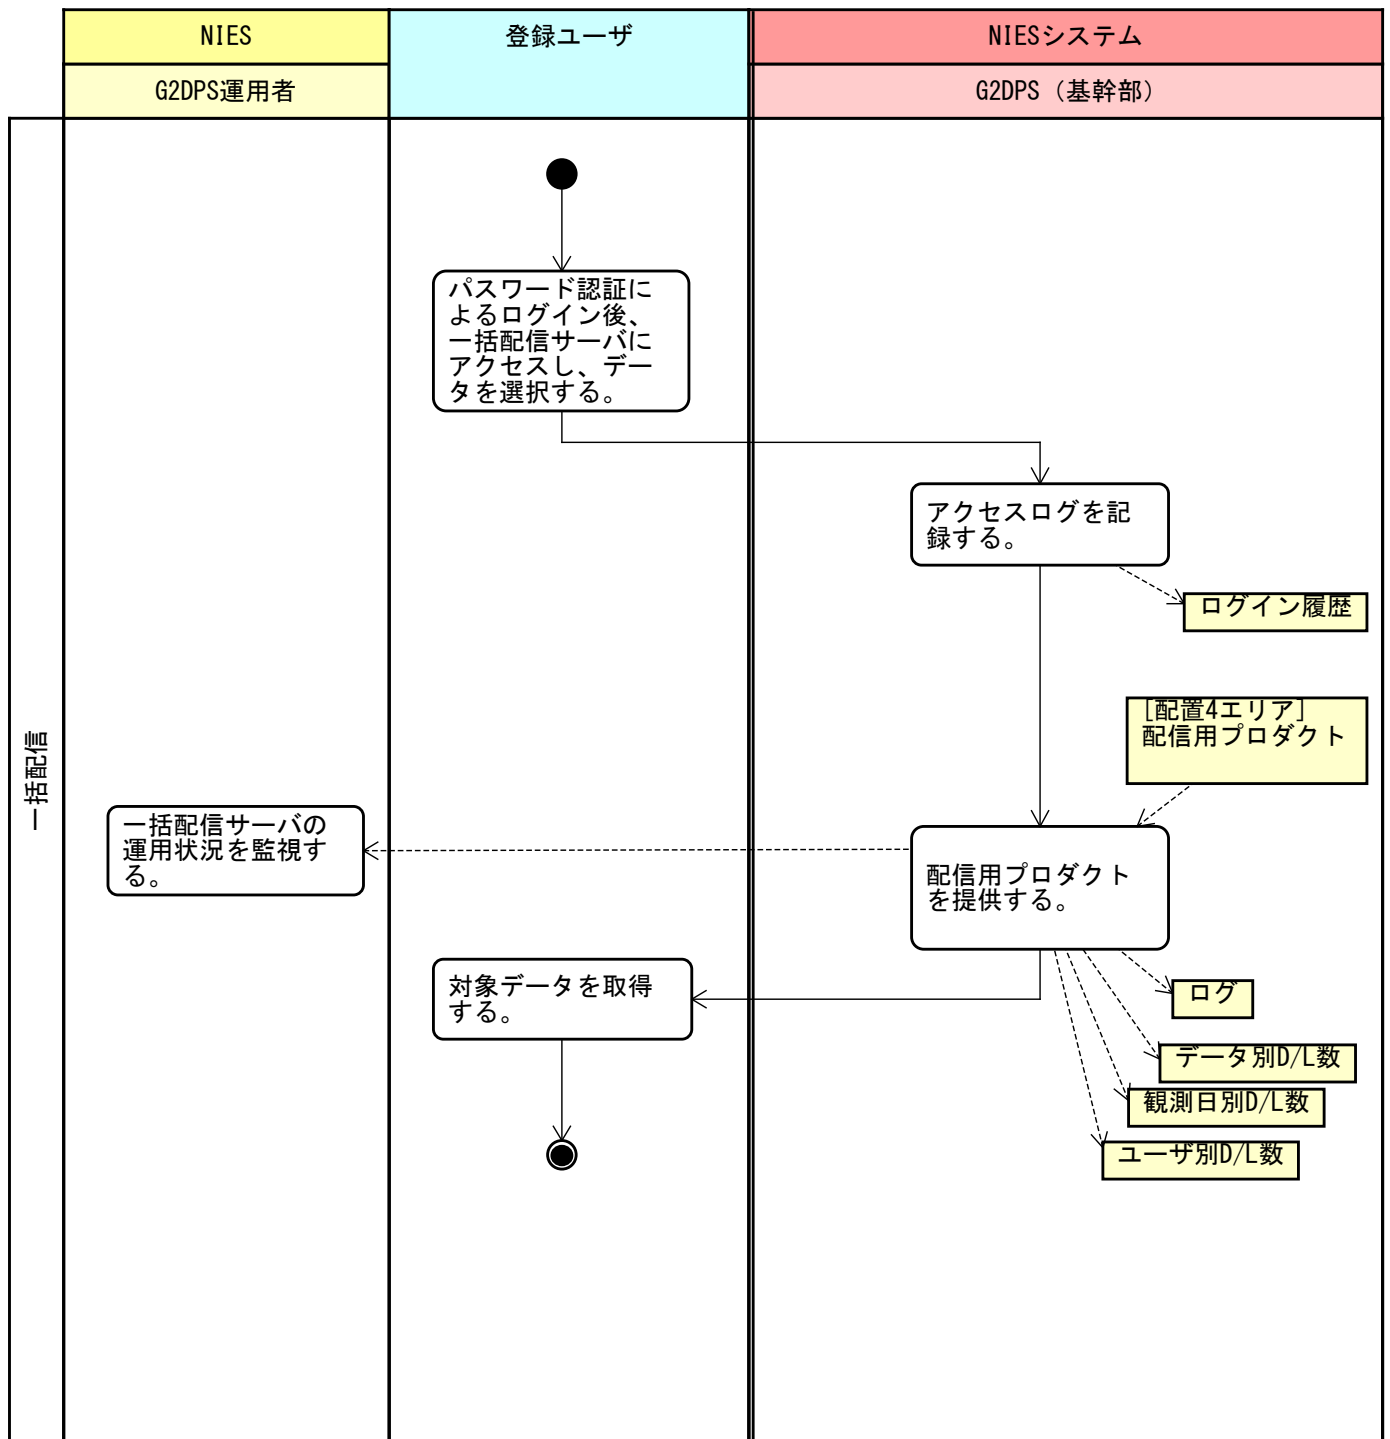 NIES
登録ユーザ
NIESシステム
G2DPS運用者
G2DPS（基幹部）
一括配信
パスワード認証に
よるログイン後、
一括配信サーバに
アクセスし、デー
タを選択する。
アクセスログを記
録する。
ログイン履歴
[配置4エリア]
配信用プロダクト
一括配信サーバの
運用状況を監視す
る。
配信用プロダクト
を提供する。
対象データを取得
する。
ログ
データ別D/L数
観測日別D/L数
ユーザ別D/L数